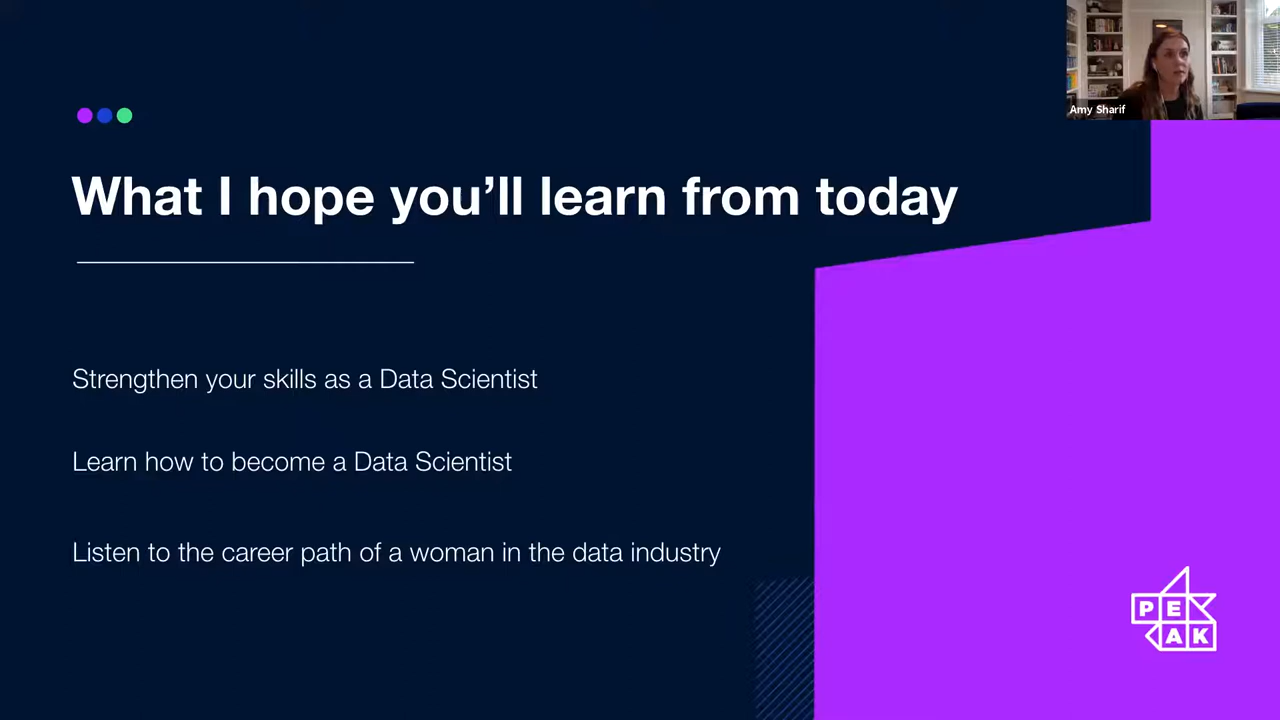 Amy Sharif
What I hope you’ll learn from today
Strengthen your skills as a Data Scientist
Learn how to become a Data Scientist
Listen to the career path of a woman in the data industry
PE
AK